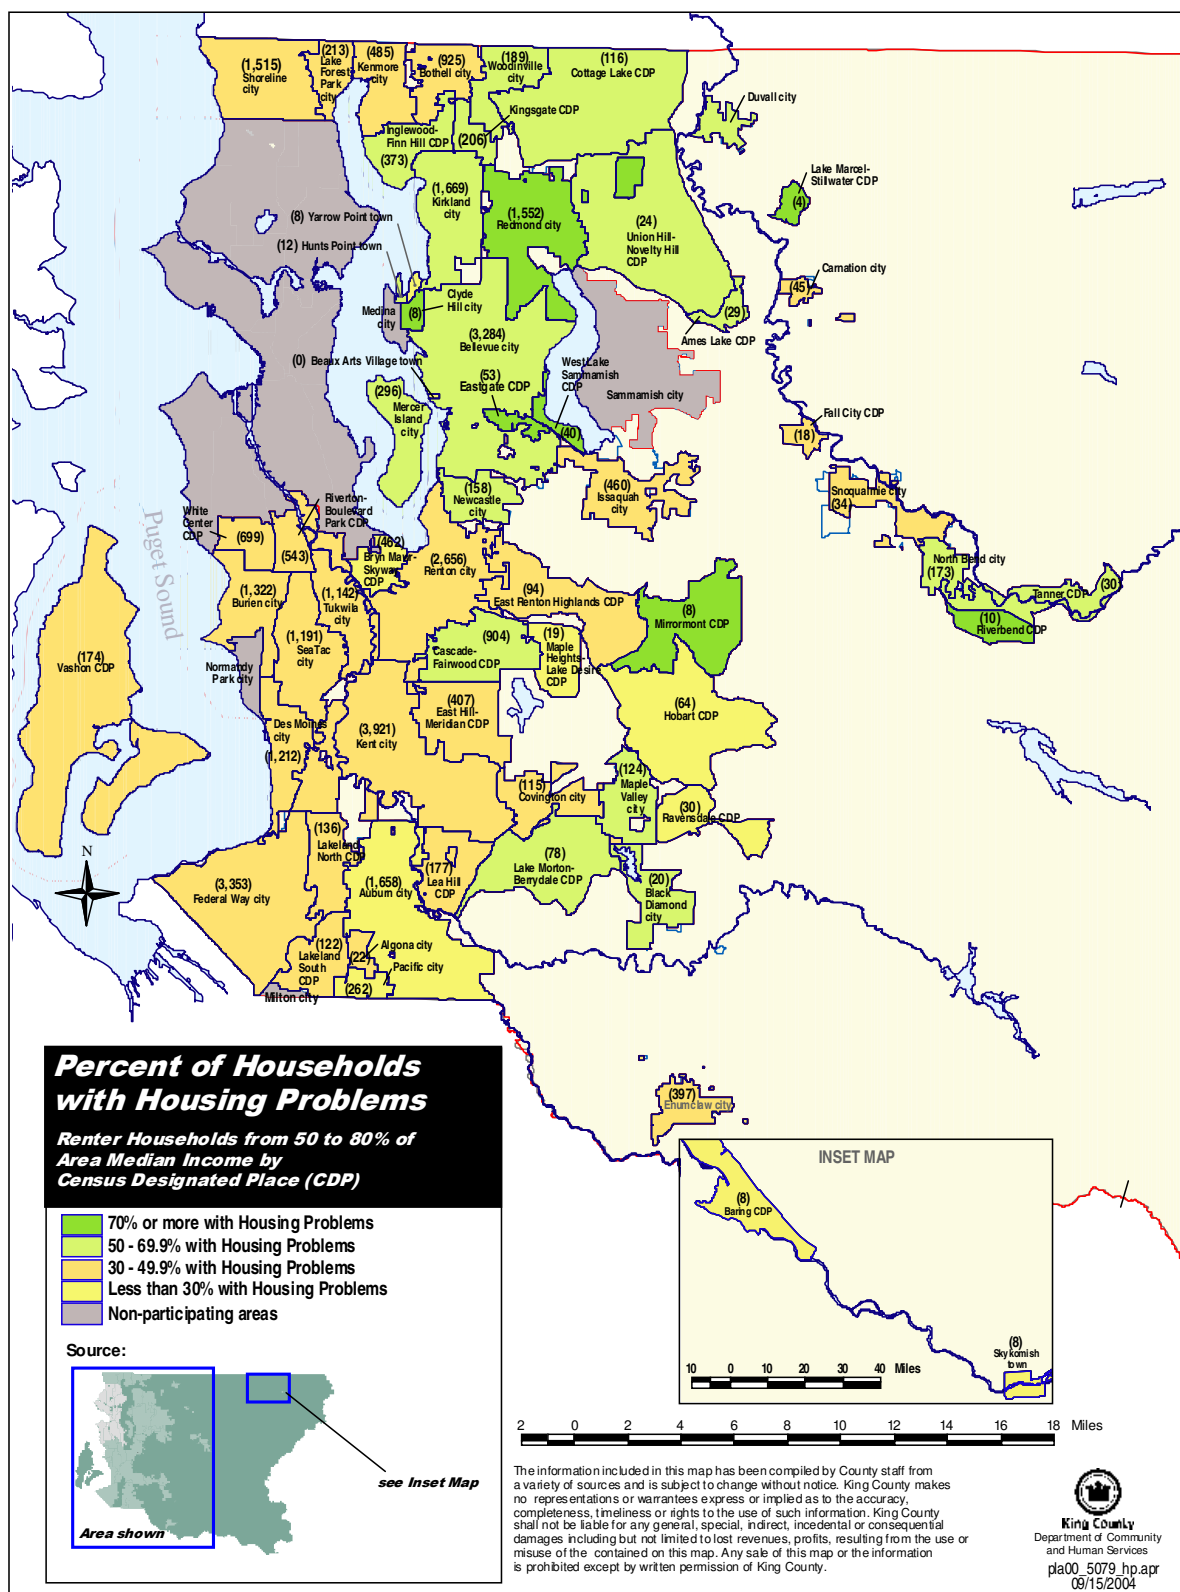 (1,515)
Shoreline
city
(213)
Lake
Forest
Park
city
(485)
Kenmore
city
(925)
Bothell city
(189)
Woodinville
city
(116)
Cottage Lake CDP
Duvall city
Kingsgate CDP
Inglewood-
Finn Hill CDP
(206)
(373)
Lake Marcel-
Stillwater CDP
(4)
(1,669)
Kirkland
city
(1,552)
Redmond city
(8) Yarrow Point town
(24)
Union Hill-
Novelty Hill
CDP
(12) Hunts Point town
Carnation city
(45)
Clyde
Hill city
Medina
city
(8)
(29)
Ames Lake CDP
(3,284)
Bellevue city
(0) Beaux Arts Village town
West Lake
Sammamish
CDP
(53)
Eastgate CDP
Sammamish city
(296)
Mercer
Island
city
Fall City CDP
(18)
(40)
(460)
Issaquah
city
Snoqualmie city
(34)
(158)
Newcastle
city
Riverton-
Boulevard
Park CDP
White
Center
CDP
(699)
(543)
(462)
Bryn Mawr-
Skyway
CDP
(2,656)
Renton city
North Bend city
(173)
(30)
Tanner CDP
(10)
Riverbend CDP
Puget Sound
(1,322)
Burien city
(1,142)
Tukwila
city
(94)
East Renton Highlands CDP
(8)
Mirrormont CDP
(174)
Vashon CDP
(1,191)
SeaTac
city
(904)
Cascade-
Fairwood CDP
(19)
Maple
Heights-
Lake Desire
CDP
Normandy
Park city
(64)
Hobart CDP
(407)
East Hill-
Meridian CDP
Des Moines
city
(1,212)
(3,921)
Kent city
(124)
Maple
Valley
city
(115)
Covington city
(30)
Ravensdale CDP
(136)
Lakeland
North CDP
N
(3,353)
Federal Way city
(1,658)
Auburn city
(177)
Lea Hill
CDP
(78)
Lake Morton-
Berrydale CDP
(20)
Black
Diamond
city
(122)
Lakeland
South
CDP
Algona city
(22)
Pacific city
(262)
Milton city
(397)
Enumclaw city
Percent of Households
with Housing Problems
Renter Households from 50 to 80% of
Area Median Income by
Census Designated Place (CDP)
70% or more with Housing Problems
50 - 69.9% with Housing Problems
30 - 49.9% with Housing Problems
Less than 30% with Housing Problems
Non-participating areas
Source:
see Inset Map
Area shown
INSET MAP
(8)
Baring CDP
(8)
Skykomish
town
10 0 10 20 30 40 Miles
2 0 2 4 6 8 10 12 14 16 18 Miles
The information included in this map has been compiled by County staff from
a variety of sources and is subject to change without notice. King County makes
no representations or warrantees express or implied as to the accuracy,
completeness, timeliness or rights to the use of such information. King County
shall not be liable for any general, special, indirect, incedental or consequential
damages including but not limited to lost revenues, profits, resulting from the use or
misuse of the contained on this map. Any sale of this map or the information
is prohibited except by written permission of King County.
King County
Department of Community
and Human Services
pla00_5079_hp.apr
09/15/2004